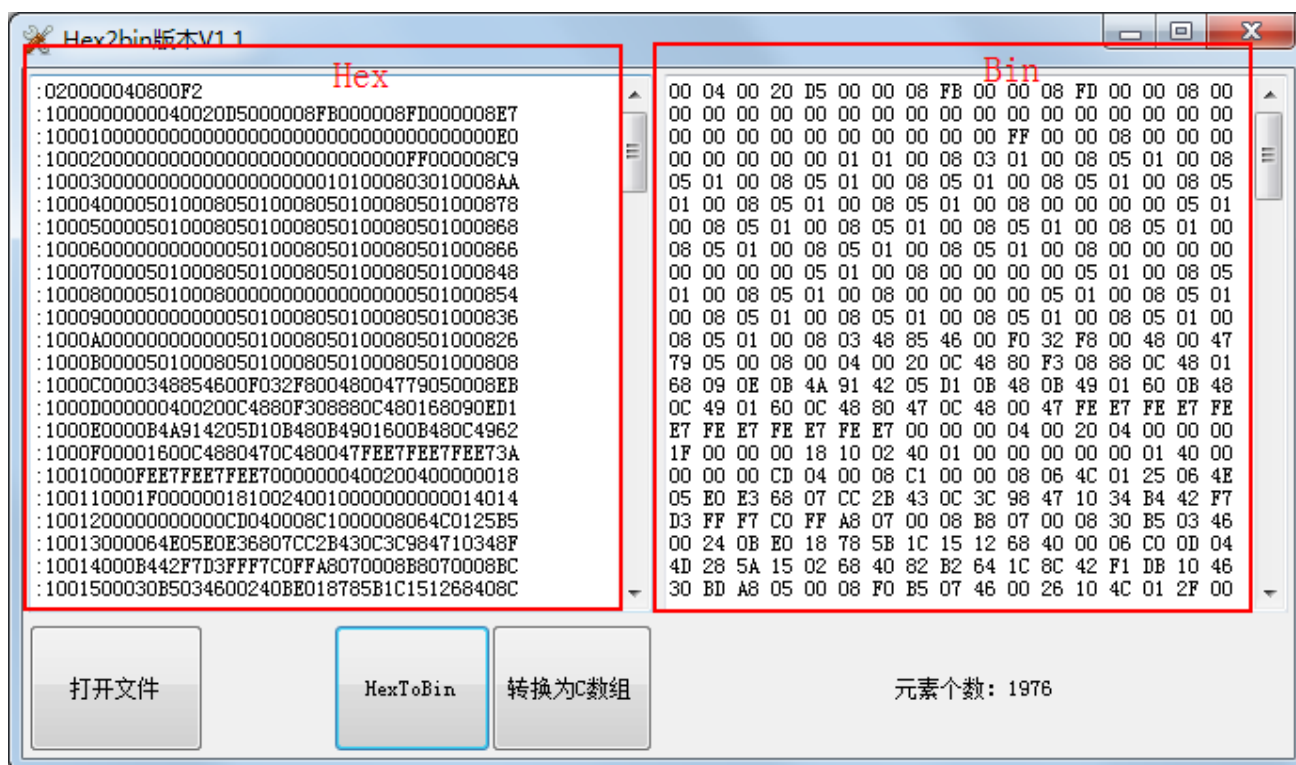 Hex2bin版本V1.1
Hex
:020000040800F2
:1000000000040020D5000008FB000008FD000008E7
:1000100000000000000000000000000000000000E0
:10002000000000000000000000000000FF000008C9
:1000300000000000000000000101000803010008AA
:100040000501000805010008050100080501000878
:100050000501000805010008050100080501000868
:100060000000000005010008050100080501000866
:100070000501000805010008050100080501000848
:100080000501000800000000000000000501000854
:100090000000000005010008050100080501000836
:1000A0000000000005010008050100080501000826
:1000B0000501000805010008050100080501000808
:1000C0000348854600F032F80048004779050008EB
:1000D000000400200C4880F308880C480168090ED1
:1000E0000B4A914205D10B480B4901600B480C4962
:1000F00001600C4880470C480047FEE7FEE7FEE73A
:10010000FEE7FEE7FEE70000000400200400000018
:100110001F00000018100240010000000000014014
:1001200000000000CD040008C1000008064C0125B5
:10013000064E05E0E36807CC2B430C3C984710348F
:10014000B442F7D3FFF7C0FFA8070008B8070008BC
:1001500030B5034600240BE018785B1C151268408C
Bin
00 04 00 20 D5 00 00 08 FB 00 00 08 FD 00 00 08 00
00 00 00 00 00 00 00 00 00 00 00 00 00 00 00 00 00
00 00 00 00 00 00 00 00 00 00 00 FF 00 00 08 00 00 00
00 00 00 00 00 01 01 00 08 03 01 00 08 05 01 00 08
05 01 00 08 05 01 00 08 05 01 00 08 05 01 00 08 05
01 00 08 05 01 00 08 05 01 00 08 00 00 00 00 05 01
00 08 05 01 00 08 05 01 00 08 05 01 00 08 05 01 00
08 05 01 00 08 05 01 00 08 05 01 00 08 00 00 00 00
00 00 00 00 05 01 00 08 00 00 00 00 05 01 00 08 05
01 00 08 05 01 00 08 00 00 00 00 05 01 00 08 05 01
00 08 05 01 00 08 05 01 00 08 05 01 00 08 05 01 00
08 05 01 00 08 03 48 85 46 00 F0 32 F8 00 48 00 47
79 05 00 08 00 04 00 20 0C 48 80 F3 08 88 0C 48 01
68 09 0E 0B 4A 91 42 05 D1 0B 48 0B 49 01 60 0B 48
0C 49 01 60 0C 48 80 47 0C 48 00 47 FE E7 FE E7 FE
E7 FE E7 FE E7 FE E7 00 00 00 04 00 20 04 00 00 00
1F 00 00 00 18 10 02 40 01 00 00 00 00 00 01 40 00
00 00 00 CD 04 00 08 C1 00 00 08 06 4C 01 25 06 4E
05 E0 E3 68 07 CC 2B 43 0C 3C 98 47 10 34 B4 42 F7
D3 FF F7 C0 FF A8 07 00 08 B8 07 00 08 30 B5 03 46
00 24 0B E0 18 78 5B 1C 15 12 68 40 00 06 C0 0D 04
4D 28 5A 15 02 68 40 82 B2 64 1C 8C 42 F1 DB 10 46
30 BD A8 05 00 08 F0 B5 07 46 00 26 10 4C 01 2F 00
打开文件
HexToBin
转换为C数组
元素个数: 1976